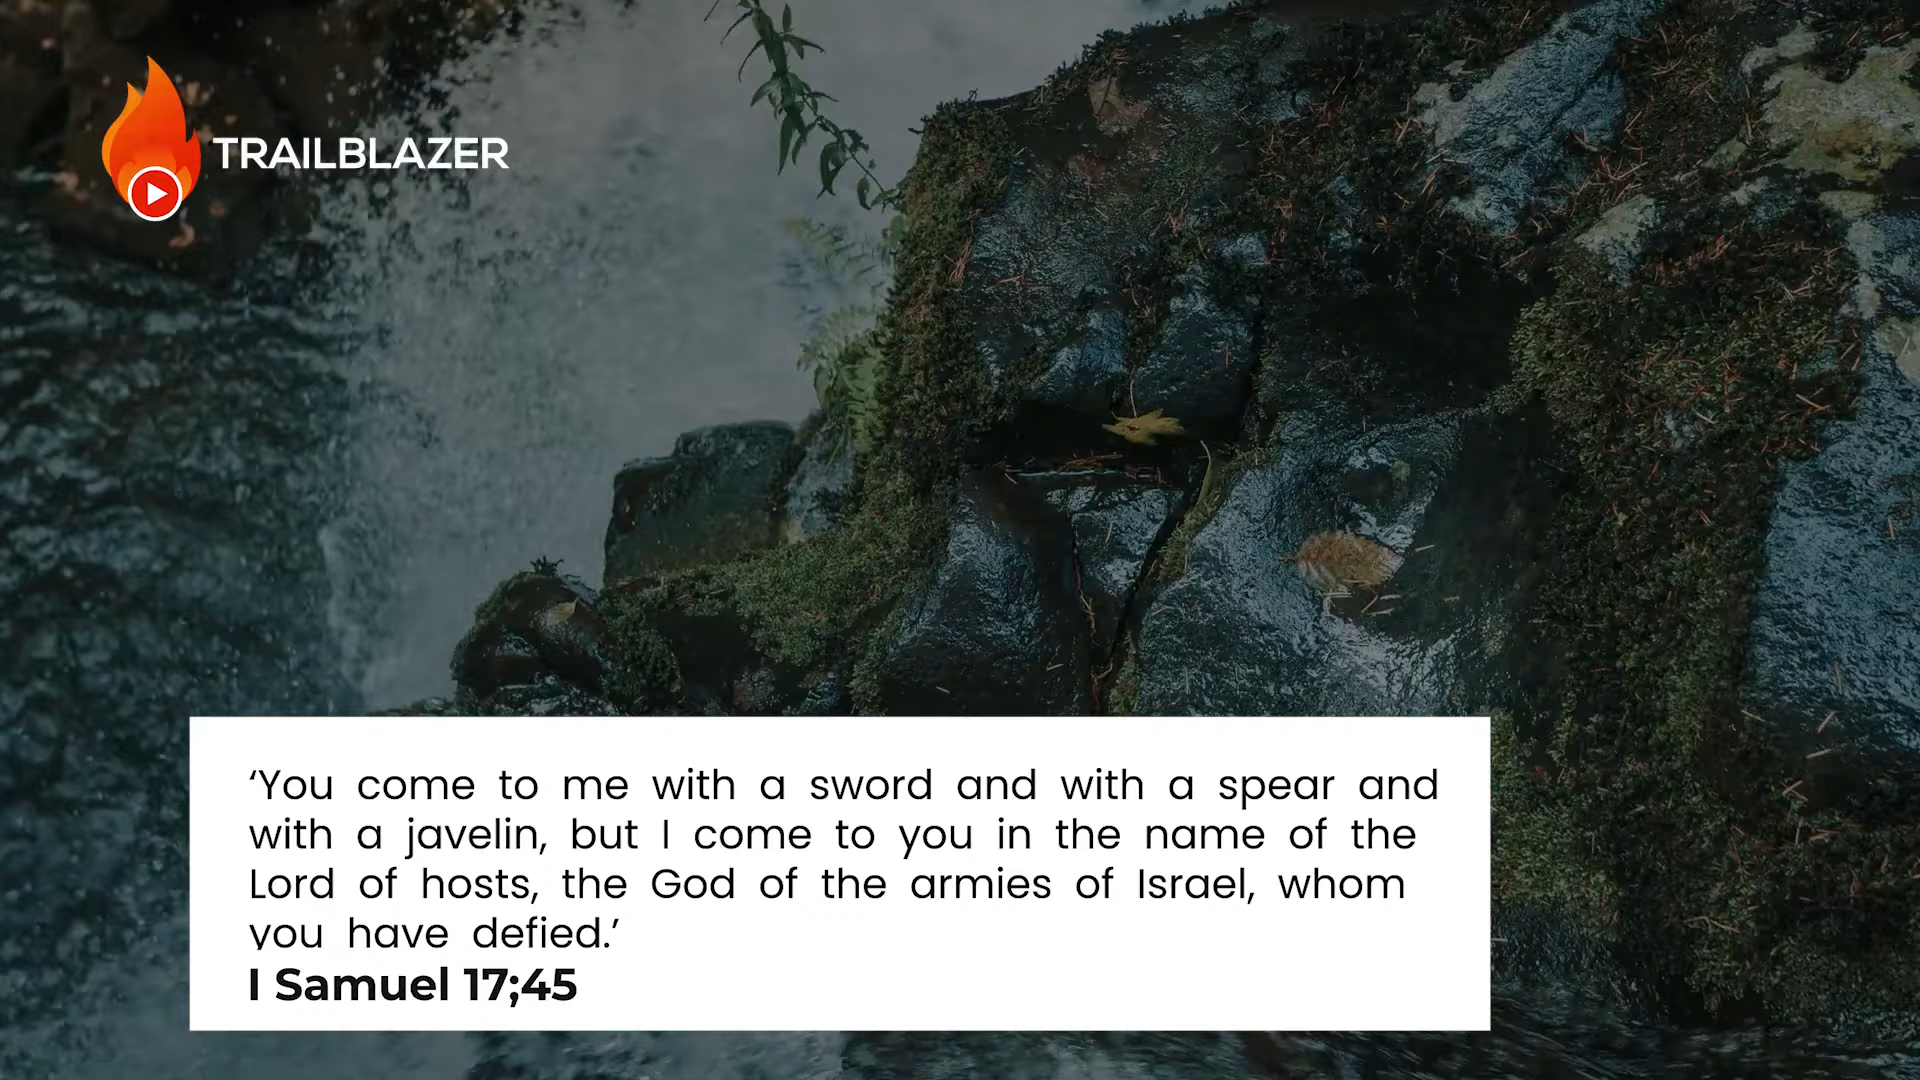 TRAILBLAZER
‘You come to me with a sword and with a spear and
with a javelin, but I come to you in the name of the
Lord of hosts, the God of the armies of Israel, whom
you have defied.’
I Samuel 17;45